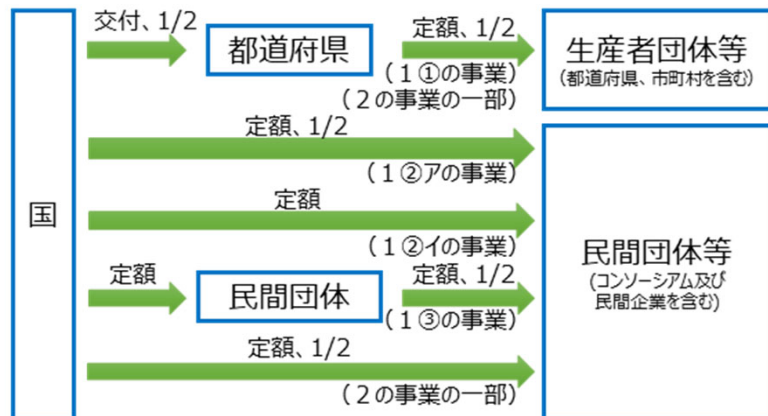 国
交付、1/2
都道府県
定額、1/2
(1①の事業)
(2の事業の一部)
生産者団体等
(都道府県、市町村を含む)
定額、1/2
(1②アの事業)
定額
(1②イの事業)
定額
民間団体
定額、1/2
(1③の事業)
定額、1/2
(2の事業の一部)
民間団体等
(コンソーシアム及び
民間企業を含む)